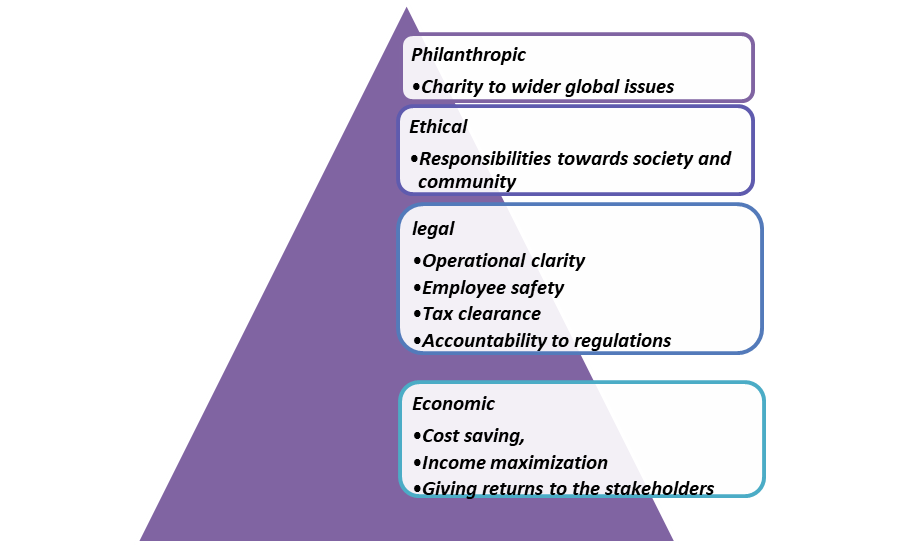 Philanthropic
•Charity to wider global issues
Ethical
•Responsibilities towards society and
community
legal
•Operational clarity
•Employee safety
•Tax clearance
•Accountability to regulations
Economic
•Cost saving,
•Income maximization
•Giving returns to the stakeholders